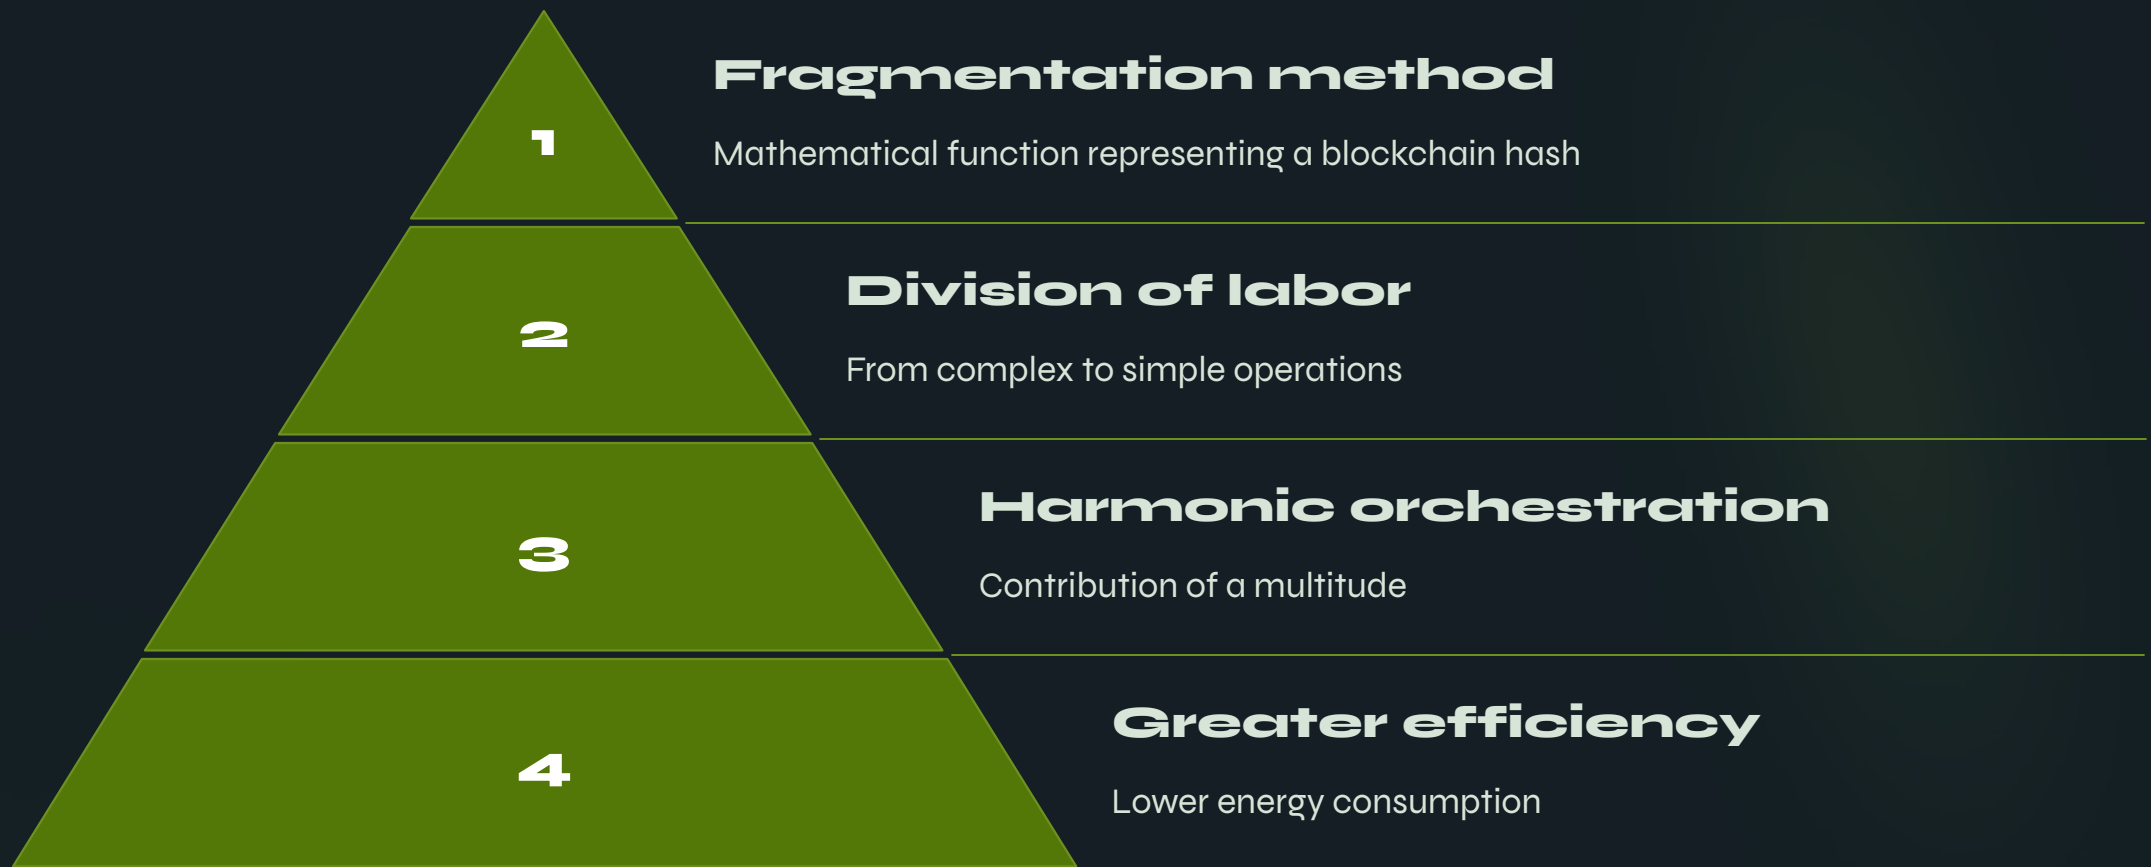 1
Fragmentation method
Mathematical function representing a blockchain hash
2
Division of labor
From complex to simple operations
3
Harmonic orchestration
Contribution of a multitude
4
Greater efficiency
Lower energy consumption